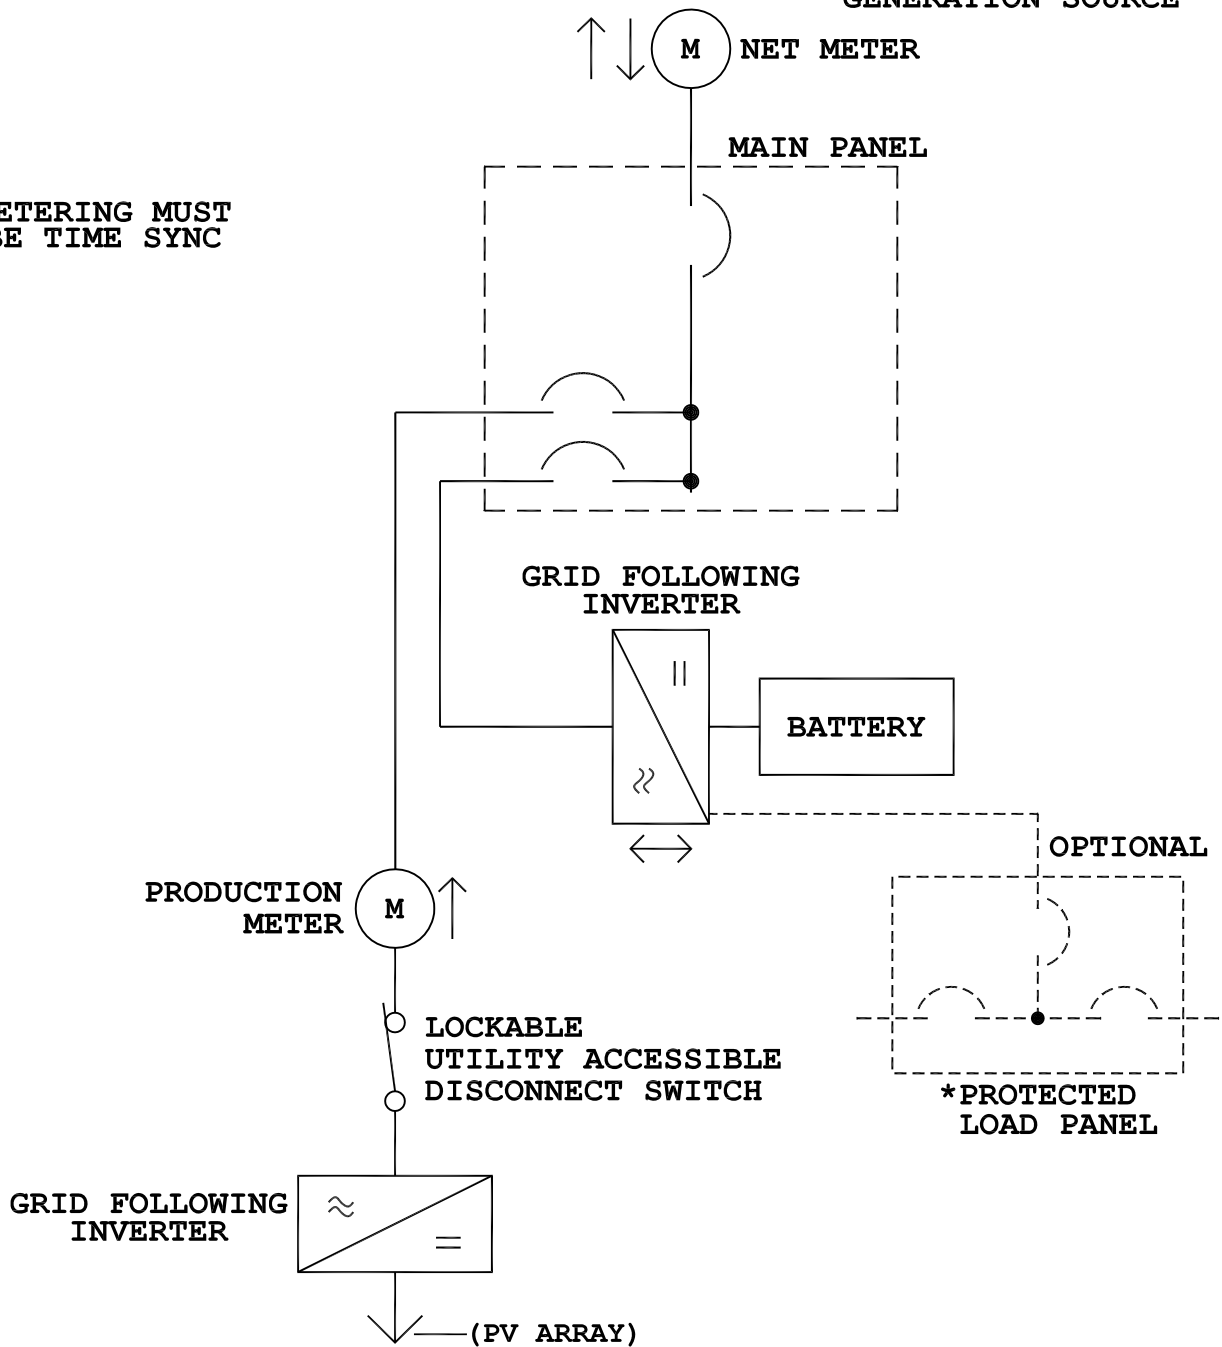 GENERATION SOURCE
M NET METER
MAIN PANEL
ETERING MUST
BE TIME SYNC
GRID FOLLOWING
INVERTER
BATTERY
OPTIONAL
PRODUCTION
METER
M
LOCKABLE
UTILITY ACCESSIBLE
DISCONNECT SWITCH
*PROTECTED
LOAD PANEL
GRID FOLLOWING
INVERTER
(PV ARRAY)